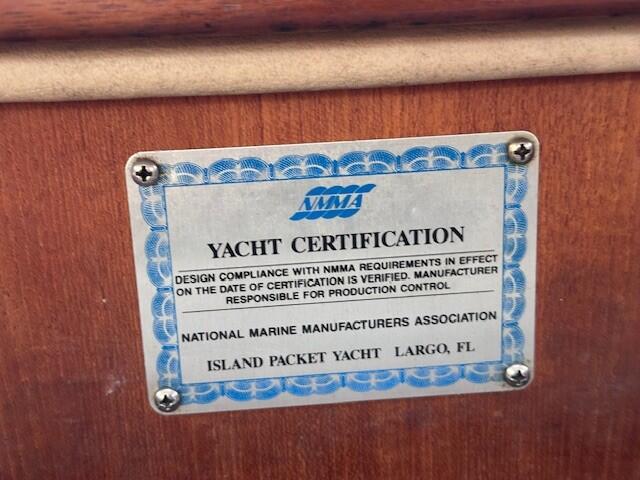 NMMA
YACHT CERTIFICATION
DESIGN COMPLIANCE WITH NMMA REQUIREMENTS IN EFFECT
ON THE DATE OF CERTIFICATION IS VERIFIED. MANUFACTURER
RESPONSIBLE FOR PRODUCTION CONTROL
NATIONAL MARINE MANUFACTURERS ASSOCIATION
ISLAND PACKET YACHT LARGO, FL